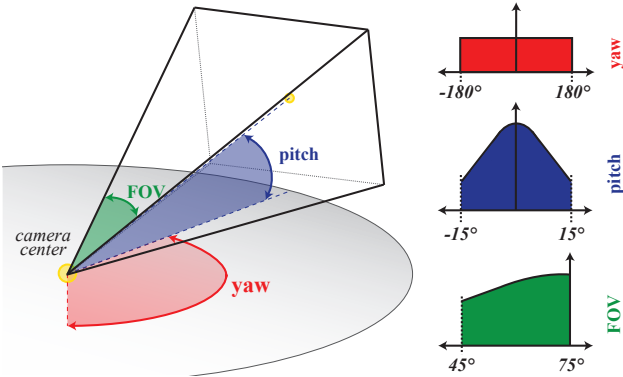 FOV
pitch
camera
center
yaw
yaw
-180°
180°
pitch
-15°
15°
FOV
45°
75°